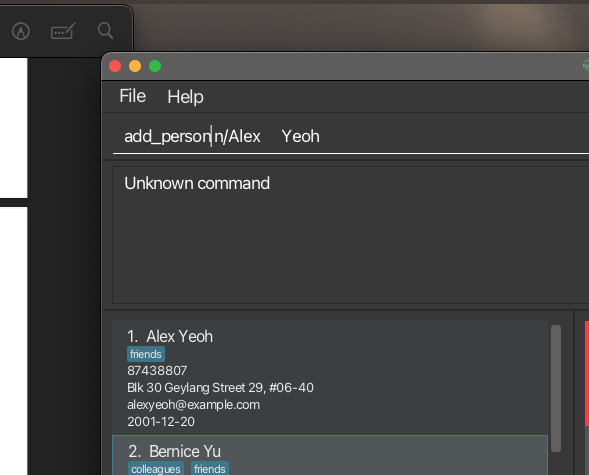 File Help
add_personn/Alex Yeoh
Unknown command
1. Alex Yeoh
friends
87438807
Blk 30 Geylang Street 29, #06-40
alexyeoh@example.com
2001-12-20
2. Bernice Yu
colleagues friends